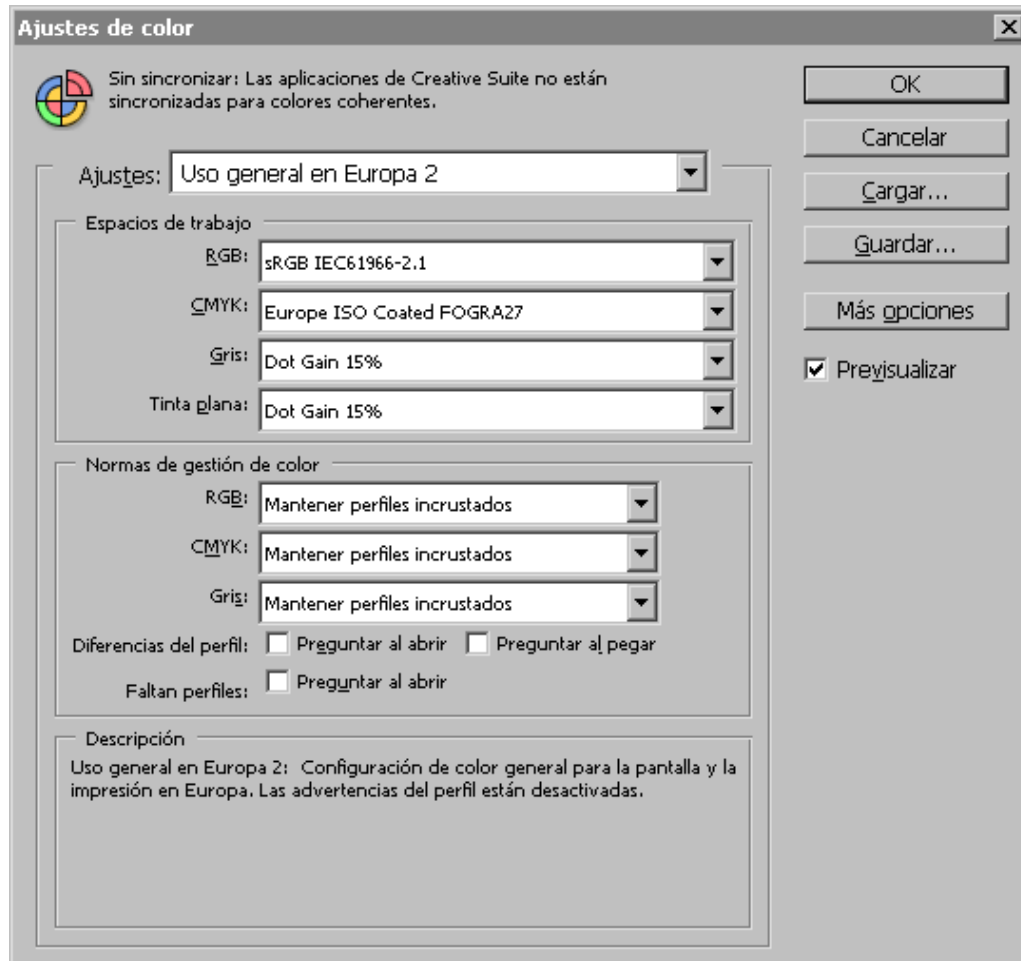 Ajustes de color
Sin sincronizar: Las aplicaciones de Creative Suite no están
sincronizadas para colores coherentes.
OK
Cancelar
Cargar...
Guardar...
Más opciones
Previsualizar
Ajustes: Uso general en Europa 2
Espacios de trabajo
RGB: sRGB IEC61966-2.1
CMYK: Europe ISO Coated FOGRA27
Gris: Dot Gain 15%
Tinta plana: Dot Gain 15%
Normas de gestión de color
RGB: Mantener perfiles incrustados
CMYK: Mantener perfiles incrustados
Gris: Mantener perfiles incrustados
Diferencias del perfil: Preguntar al abrir Preguntar al pegar
Faltan perfiles: Preguntar al abrir
Descripción
Uso general en Europa 2: Configuración de color general para la pantalla y la
impresión en Europa. Las advertencias del perfil están desactivadas.